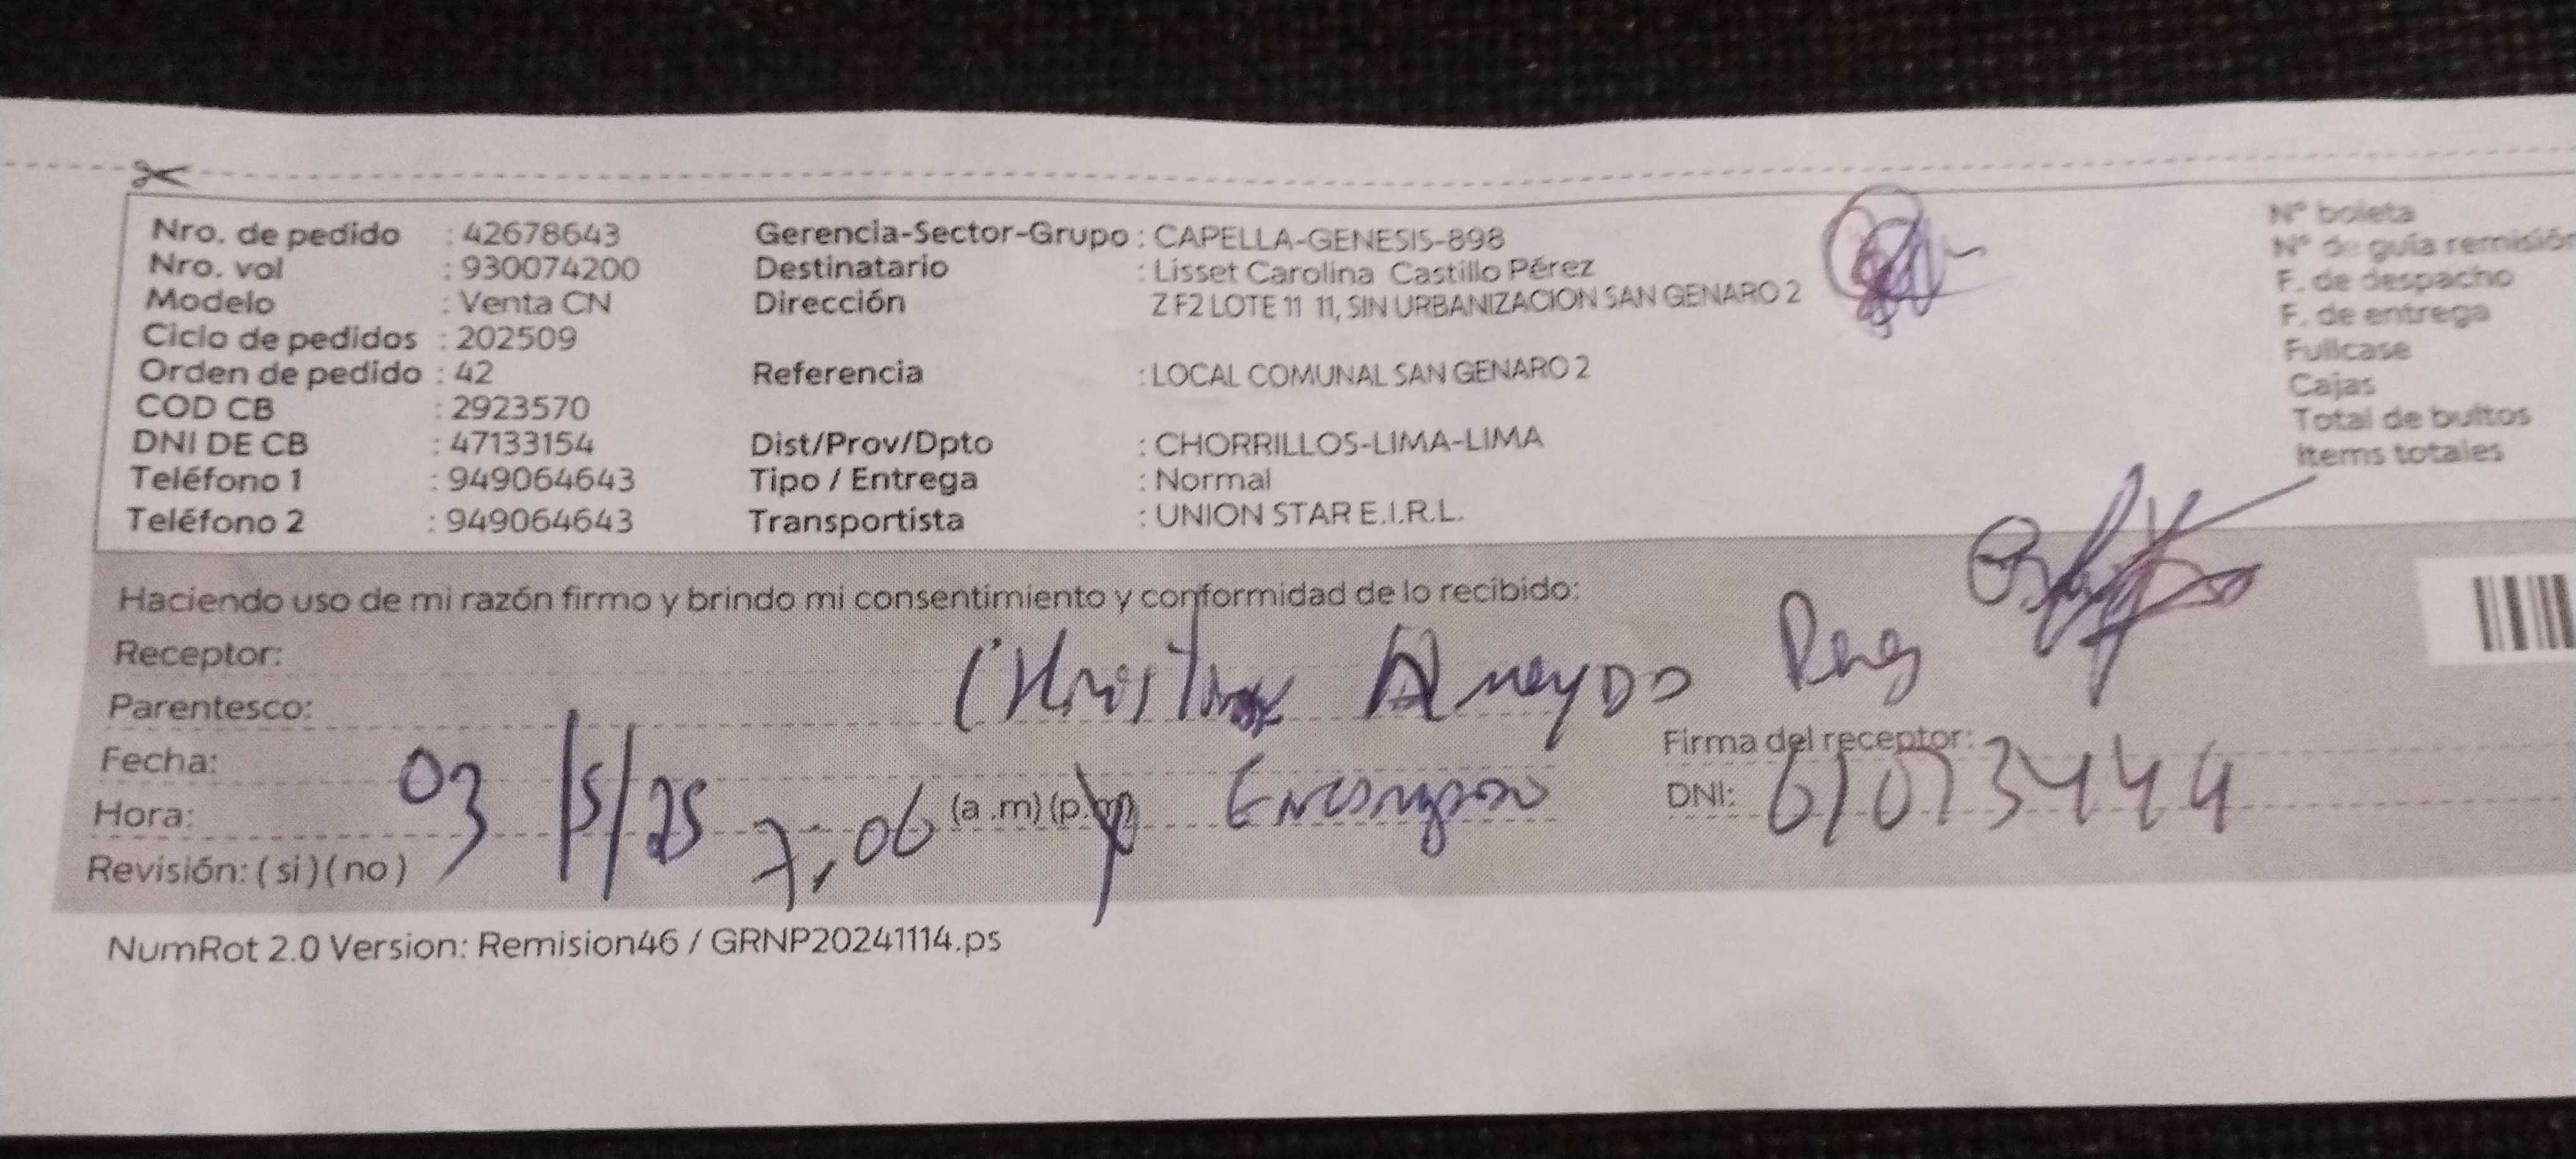 Nro. de pedido : 42678643 Gerencia-Sector-Grupo : CAPELLA-GENESIS-898 N° boleta
Nro. vol : 930074200 Destinatario : Lisset Carolina Castillo Pérez N° de guía remisión
Modelo : Venta CN Dirección Z F2 LOTE 11 11, SIN URBANIZACION SAN GENARO 2 F. de despacho
Ciclo de pedidos : 202509 F. de entrega
Orden de pedido : 42 Referencia : LOCAL COMUNAL SAN GENARO 2 Fullcase
COD CB : 2923570 Cajas
DNI DE CB : 47133154 Dist/Prov/Dpto : CHORRILLOS-LIMA-LIMA Total de bultos
Teléfono 1 : 949064643 Tipo / Entrega : Normal Items totales
Teléfono 2 : 949064643 Transportista : UNION STAR E.I.R.L.
Haciendo uso de mi razón firmo y brindo mi consentimiento y conformidad de lo recibido:
Receptor:
Parentesco:
Fecha: 03/5/25 Firma del receptor:
Hora: 7:06 (a .m) (p.m) DNI: 61073444
Revisión: ( si ) ( no )
NumRot 2.0 Version: Remision46 / GRNP20241114.ps